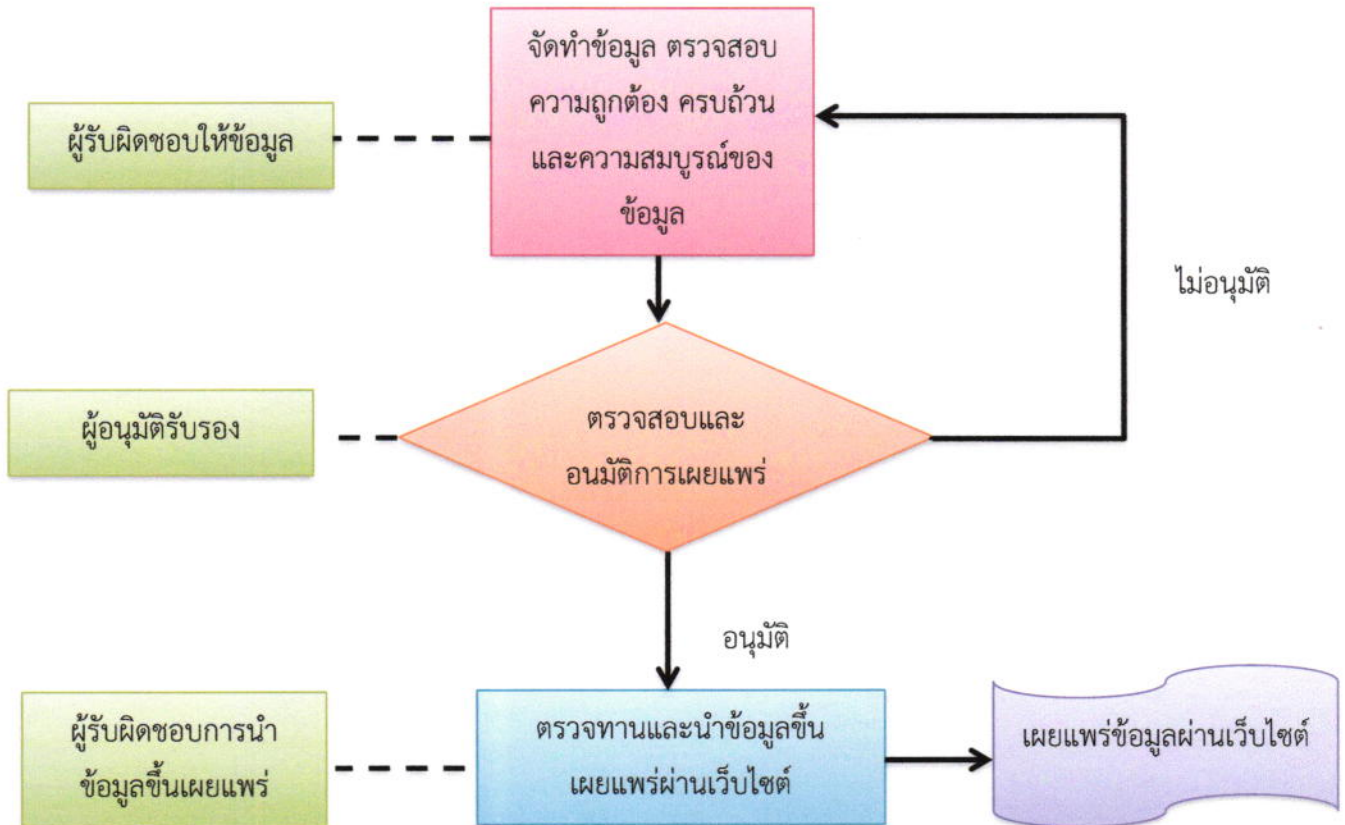 จัดทำข้อมูล ตรวจสอบ
ความถูกต้อง ครบถ้วน
และความสมบูรณ์ของ
ข้อมูล
ผู้รับผิดชอบให้ข้อมูล
ไม่อนุมัติ
ผู้อนุมัติรับรอง
ตรวจสอบและ
อนมัติการเผยแพร่
อนุมัติ
ผู้รับผิดชอบการนำ
ข้อมูลขึ้นเผยแพร่
ตรวจทานและนำข้อมูลขึ้น
เผยแพร่ผ่านเว็บไซต์
เผยแพร่ข้อมูลผ่านเว็บไซต์